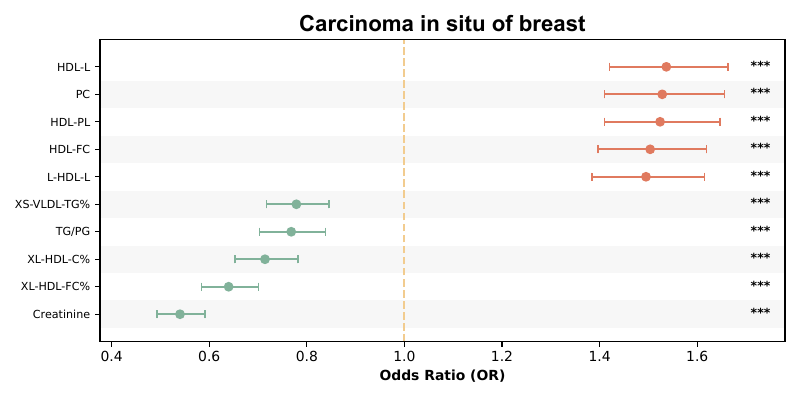 Carcinoma in situ of breast
HDL-L ***
PC ***
HDL-PL ***
HDL-FC ***
L-HDL-L ***
XS-VLDL-TG% ***
TG/PG ***
XL-HDL-C% ***
XL-HDL-FC% ***
Creatinine ***
0.4 0.6 0.8 1.0 1.2 1.4 1.6
Odds Ratio (OR)